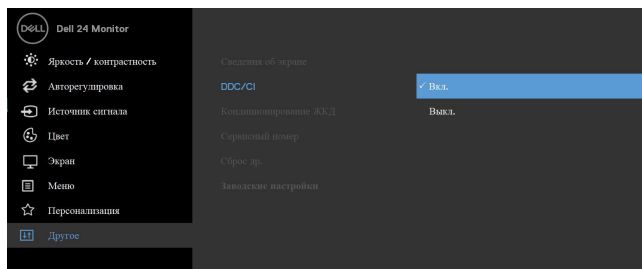 DELL Dell 24 Monitor
Яркость / контрастность
Авторегулировка
Источник сигнала
Цвет
Экран
Меню
Персонализация
Другое
Сведения об экране
DDC/CI
Кондиционирование ЖКД
Сервисный номер
Сброс др.
Заводские настройки
✓ Вкл.
Выкл.